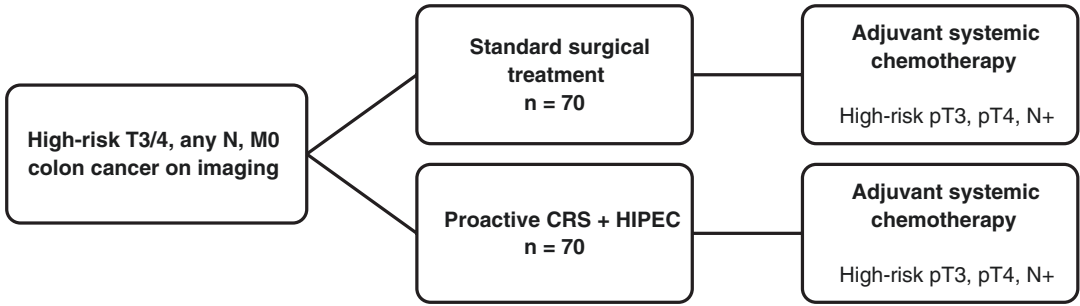 High-risk T3/4, any N, M0
colon cancer on imaging
Standard surgical
treatment
n = 70
Adjuvant systemic
chemotherapy
High-risk pT3, pT4, N+
Proactive CRS + HIPEC
n = 70
Adjuvant systemic
chemotherapy
High-risk pT3, pT4, N+